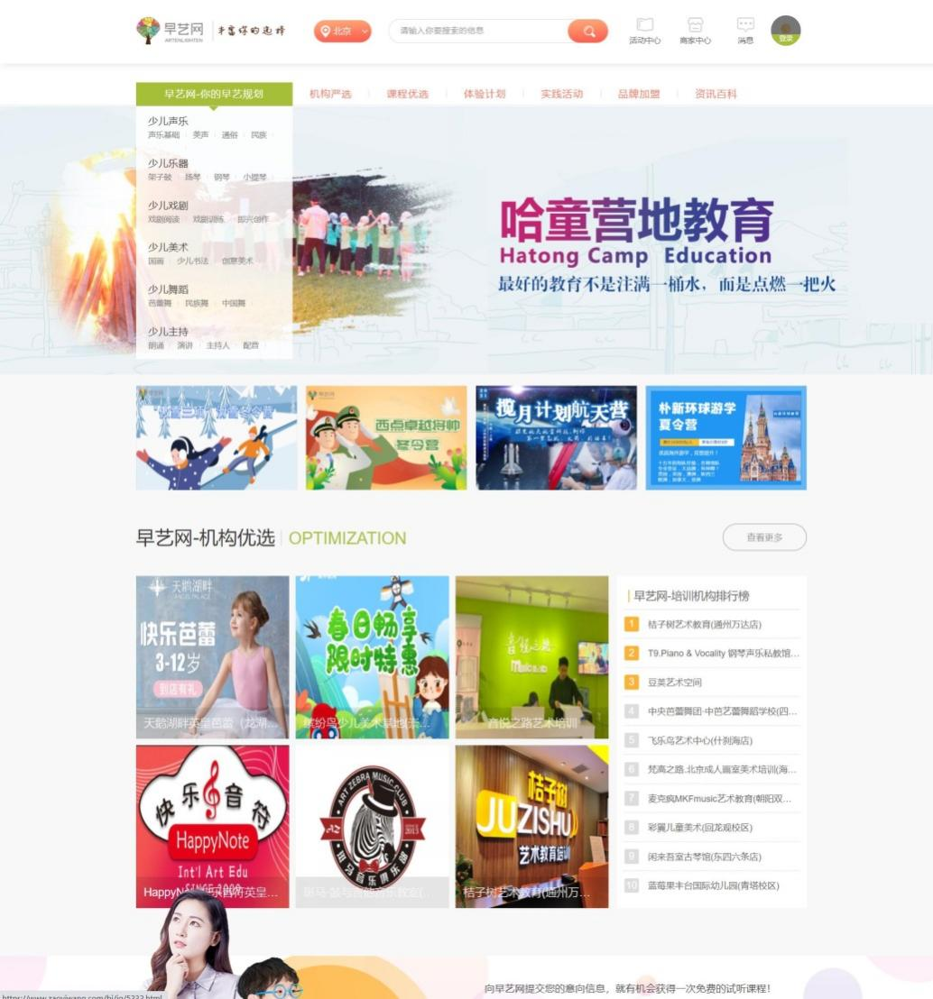 早艺网
ARTENLIGHTEN
丰富你的选择
北京
请输入你要搜索的信息
活动中心
商家中心
消息
登录
早艺网-你的早艺规划
机构严选
课程优选
体验计划
实践活动
品牌加盟
资讯百科
少儿声乐
声乐基础 美声 通俗 民族
少儿乐器
架子鼓 扬琴 钢琴 小提琴
少儿戏剧
戏剧阅读 戏剧训练 即兴创作
少儿美术
国画 少儿书法 创意美术
少儿舞蹈
芭蕾舞 民族舞 中国舞
少儿主持
朗诵 演讲 主持人 配音
哈童营地教育
Hatong Camp Education
最好的教育不是注满一桶水，而是点燃一把火
西点卓越将帅
冬令营
揽月计划航天营
朴新环球游学
夏令营
早艺网-机构优选
OPTIMIZATION
查看更多
天鹅湖畔
ANGEL PALACE
快乐芭蕾
3-12岁
到店有礼
天鹅湖畔英皇芭蕾（龙湖...
春日畅享
限时特惠
缤纷鸟少儿美术基地(...
音悦之路
Music
音悦之路艺术培训
快乐音符
HappyNote
Int'l Art Edu
SINCE 2008
ART ZEBRA MUSIC CLUB
AZ
SINCE
2013
斑马音乐俱乐部
桔子树
JUZISHU
艺术教育培训
桔子树艺术教育(通州万...
早艺网-培训机构排行榜
1 桔子树艺术教育(通州万达店)
2 T9.Piano & Vocality 钢琴声乐私教馆...
3 豆芙艺术空间
4 中央芭蕾舞团·中芭艺蕾舞蹈学校(四...
5 飞乐鸟艺术中心(什刹海店)
6 梵高之路.北京成人画室美术培训(海...
7 麦克疯MKFmusic艺术教育(朝阳双...
8 彩翼儿童美术(回龙观校区)
9 闲来吾室古琴馆(东四六条店)
10 蓝莓果丰台国际幼儿园(青塔校区)
向早艺网提交您的意向信息，就有机会获得一次免费的试听课程！
https://www.zaoyiwang.com/bj/jg/5333.html